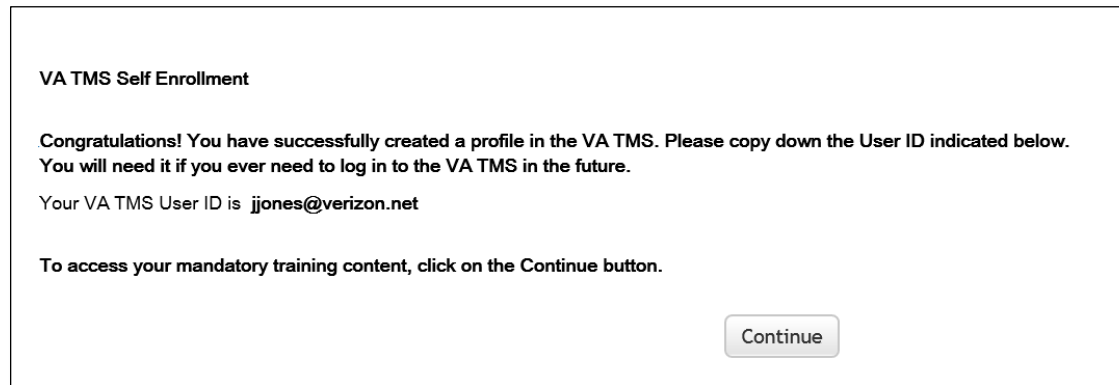 VA TMS Self Enrollment
Congratulations! You have successfully created a profile in the VA TMS. Please copy down the User ID indicated below.
You will need it if you ever need to log in to the VA TMS in the future.
Your VA TMS User ID is jjones@verizon.net
To access your mandatory training content, click on the Continue button.
Continue